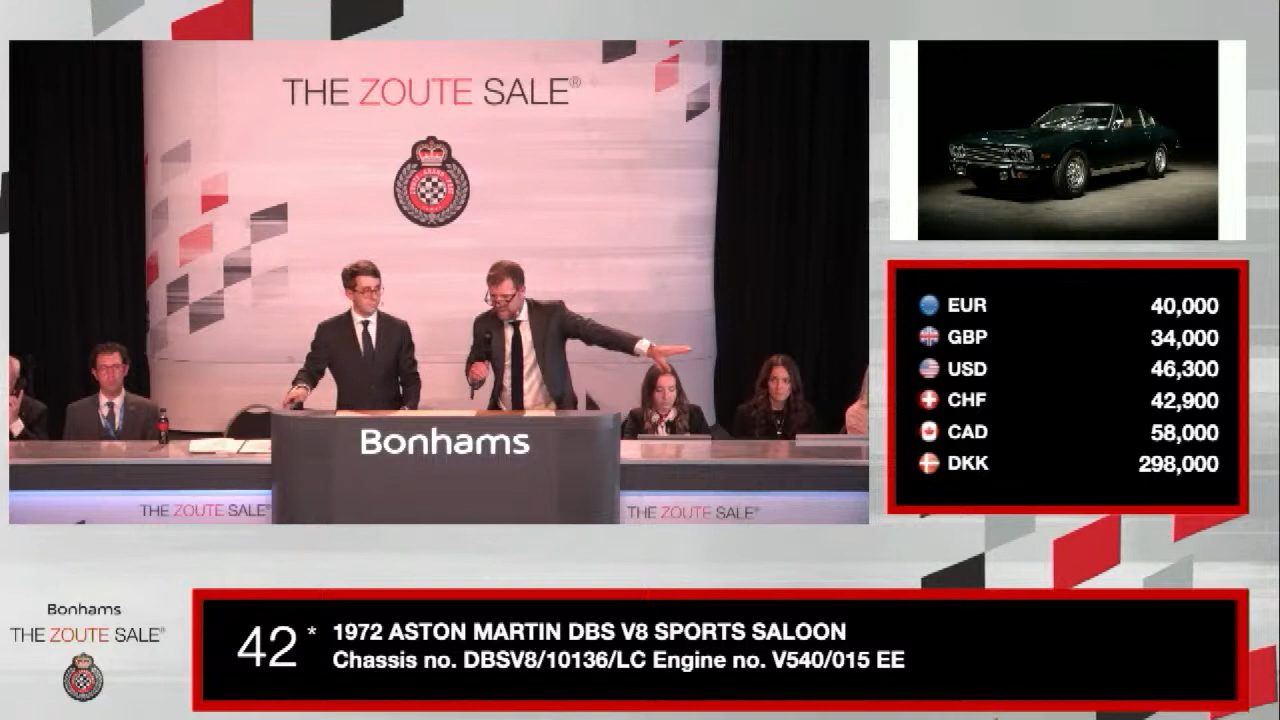 THE ZOUTE SALE®
Bonhams
THE ZOUTE SALE®
THE ZOUTE SALE®
EUR 40,000
GBP 34,000
USD 46,300
CHF 42,900
CAD 58,000
DKK 298,000
Bonhams
THE ZOUTE SALE®
42* 1972 ASTON MARTIN DBS V8 SPORTS SALOON
Chassis no. DBSV8/10136/LC Engine no. V540/015 EE